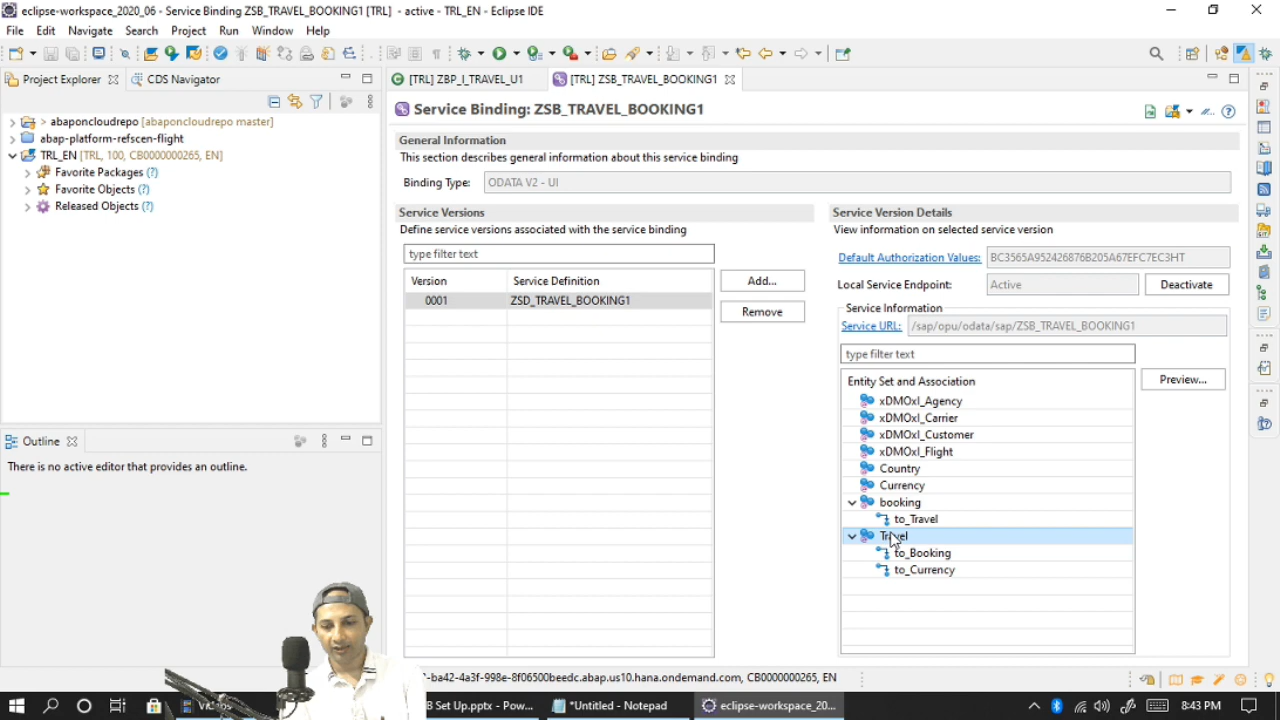 eclipse-workspace_2020_06 - Service Binding ZSB_TRAVEL_BOOKING1 [TRL] - active - TRL_EN - Eclipse IDE
File Edit Navigate Search Project Run Window Help
Project Explorer
CDS Navigator
[TRL] ZBP_I_TRAVEL_U1
[TRL] ZSB_TRAVEL_BOOKING1
> abaponcloudrepo [abaponcloudrepo master]
abap-platform-refscen-flight
TRL_EN [TRL, 100, CB0000000265, EN]
Favorite Packages (?)
Favorite Objects (?)
Released Objects (?)
Outline
There is no active editor that provides an outline.
Service Binding: ZSB_TRAVEL_BOOKING1
General Information
This section describes general information about this service binding
Binding Type: ODATA V2 - UI
Service Versions
Define service versions associated with the service binding
type filter text
Version Service Definition
0001 ZSD_TRAVEL_BOOKING1
Add...
Remove
Service Version Details
View information on selected service version
Default Authorization Values: BC3565A952426876B205A67EFC7EC3HT
Local Service Endpoint: Active Deactivate
Service Information
Service URL: /sap/opu/odata/sap/ZSB_TRAVEL_BOOKING1
type filter text
Entity Set and Association
Preview...
xDMOxI_Agency
xDMOxI_Carrier
xDMOxI_Customer
xDMOxI_Flight
Country
Currency
booking
to_Travel
Travel
to_Booking
to_Currency
-ba42-4a3f-998e-8f06500beedc.abap.us10.hana.ondemand.com, CB0000000265, EN
Videos
B Set Up.pptx - Pow...
*Untitled - Notepad
eclipse-workspace_20...
8:43 PM